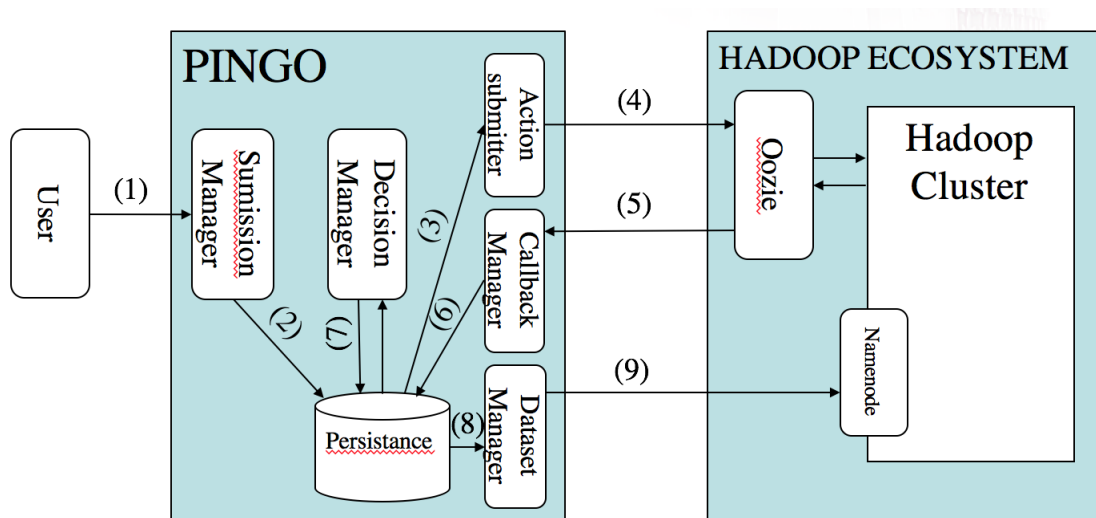 PINGO
HADOOP ECOSYSTEM
User
(1)
Sumission
Manager
(2)
Decision
Manager
(7)
(3)
Action
submitter
(4)
Oozie
Hadoop
Cluster
(5)
Callback
Manager
(6)
Persistance
(8)
Dataset
Manager
(9)
Namenode